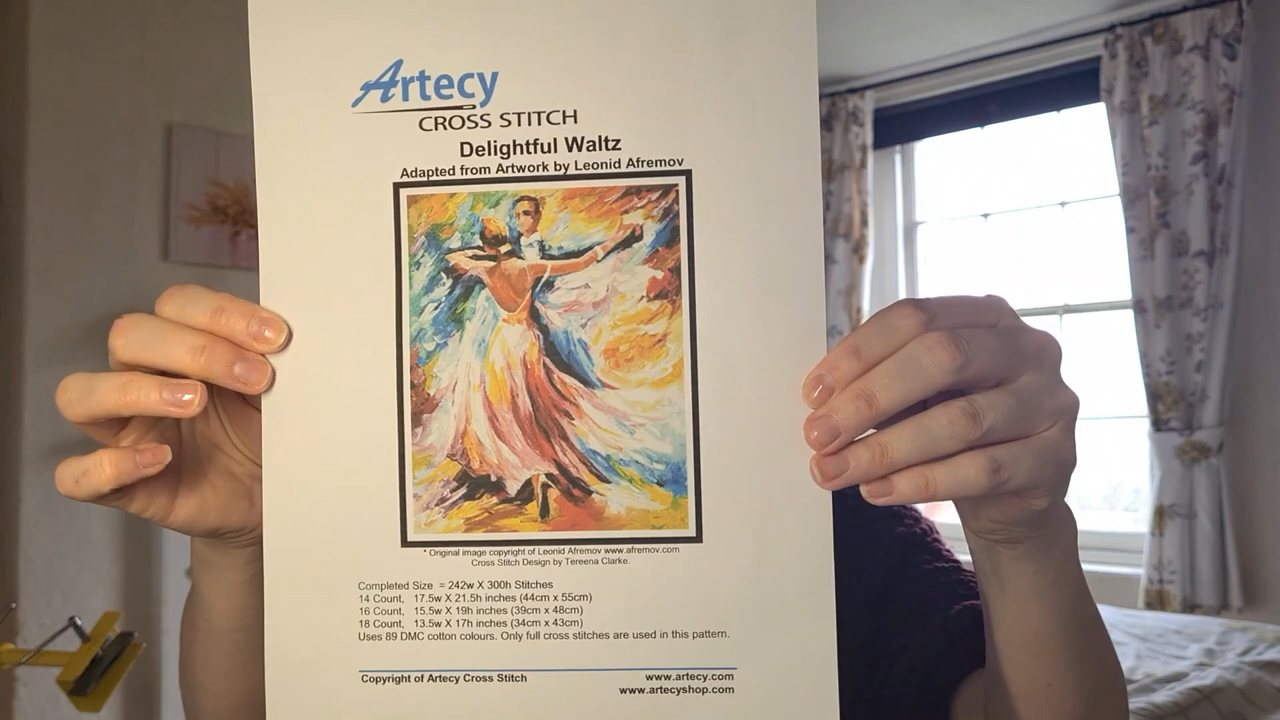 Artecy
CROSS STITCH
Delightful Waltz
Adapted from Artwork by Leonid Afremov
* Original image copyright of Leonid Afremov www.afremov.com
Cross Stitch Design by Tereena Clarke.
Completed Size = 242w X 300h Stitches
14 Count, 17.5w X 21.5h inches (44cm x 55cm)
16 Count, 15.5w X 19h inches (39cm x 48cm)
18 Count, 13.5w X 17h inches (34cm x 43cm)
Uses 89 DMC cotton colours. Only full cross stitches are used in this pattern.
Copyright of Artecy Cross Stitch www.artecy.com
www.artecyshop.com